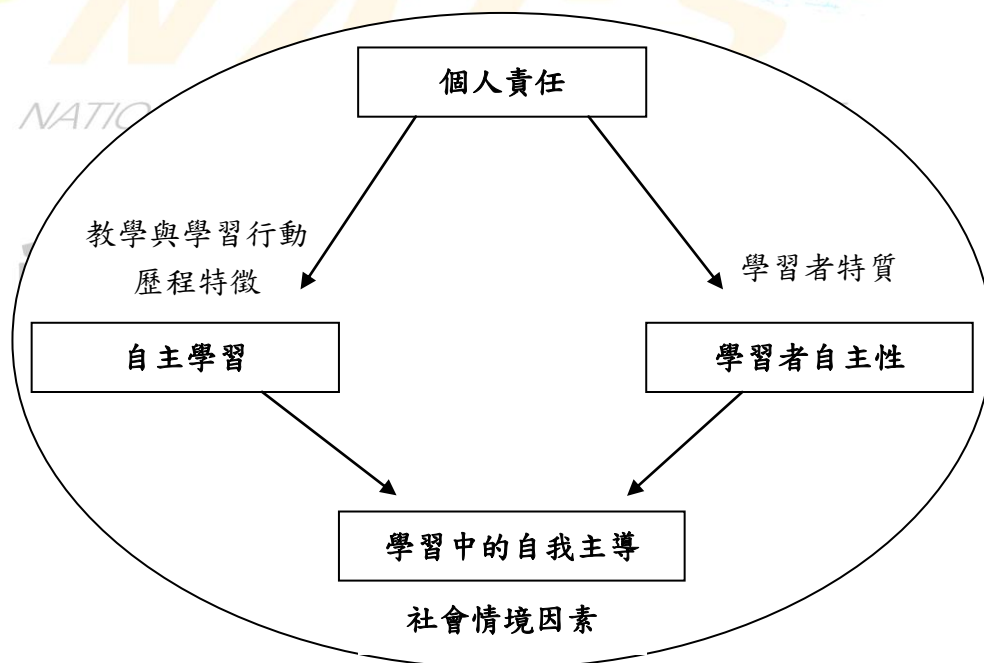 個人責任
NATIO
教學與學習行動
歷程特徵
學習者特質
自主學習
學習者自主性
學習中的自我主導
社會情境因素